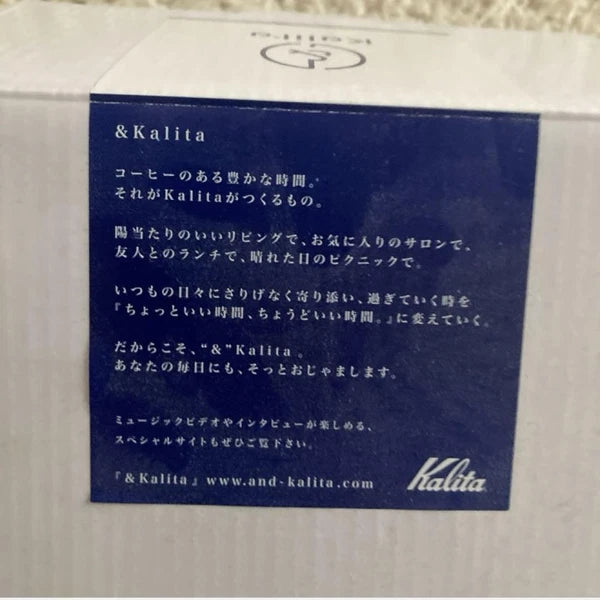 Kalita
&Kalita
コーヒーのある豊かな時間。
それがKalitaがつくるもの。
陽当たりのいいリビングで、お気に入りのサロンで、
友人とのランチで、晴れた日のピクニックで。
いつもの日々にさりげなく寄り添い、過ぎていく時を
『ちょっといい時間、ちょうどいい時間。』に変えていく。
だからこそ、“&”Kalita 。
あなたの毎日にも、そっとおじゃまします。
ミュージックビデオやインタビューが楽しめる、
スペシャルサイトもぜひご覧下さい。
『&Kalita』www.and-kalita.com
Kalita